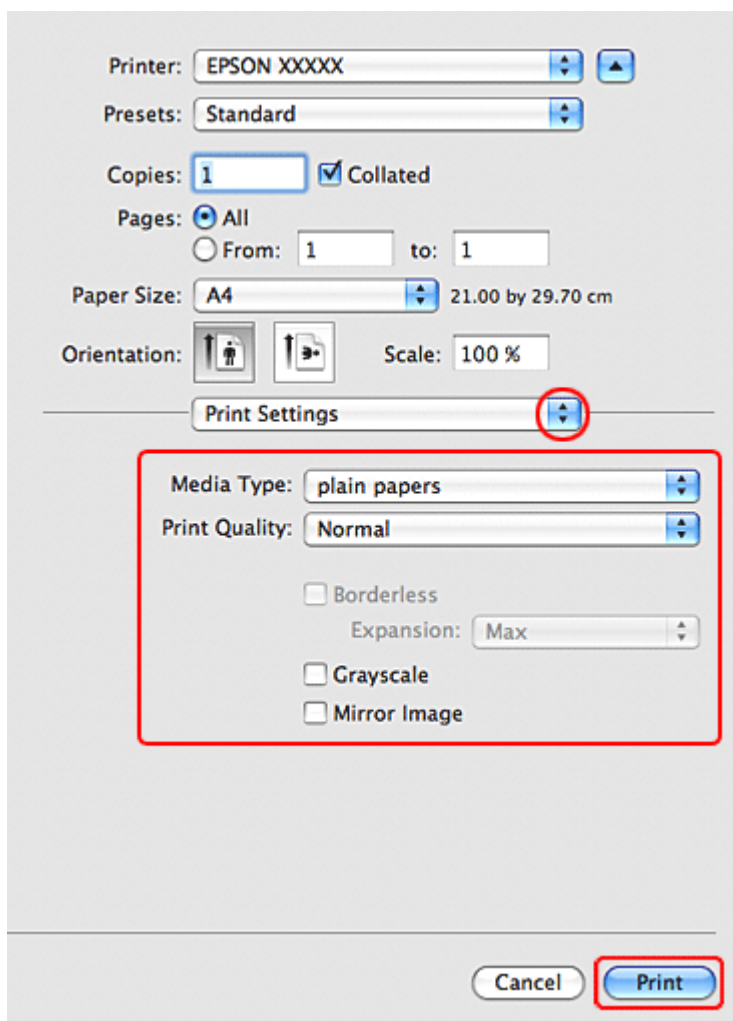 Printer: EPSON XXXXX
Presets: Standard
Copies: 1 Collated
Pages: All
From: 1 to: 1
Paper Size: A4 21.00 by 29.70 cm
Orientation: Scale: 100 %
Print Settings
Media Type: plain papers
Print Quality: Normal
Borderless
Expansion: Max
Grayscale
Mirror Image
Cancel Print